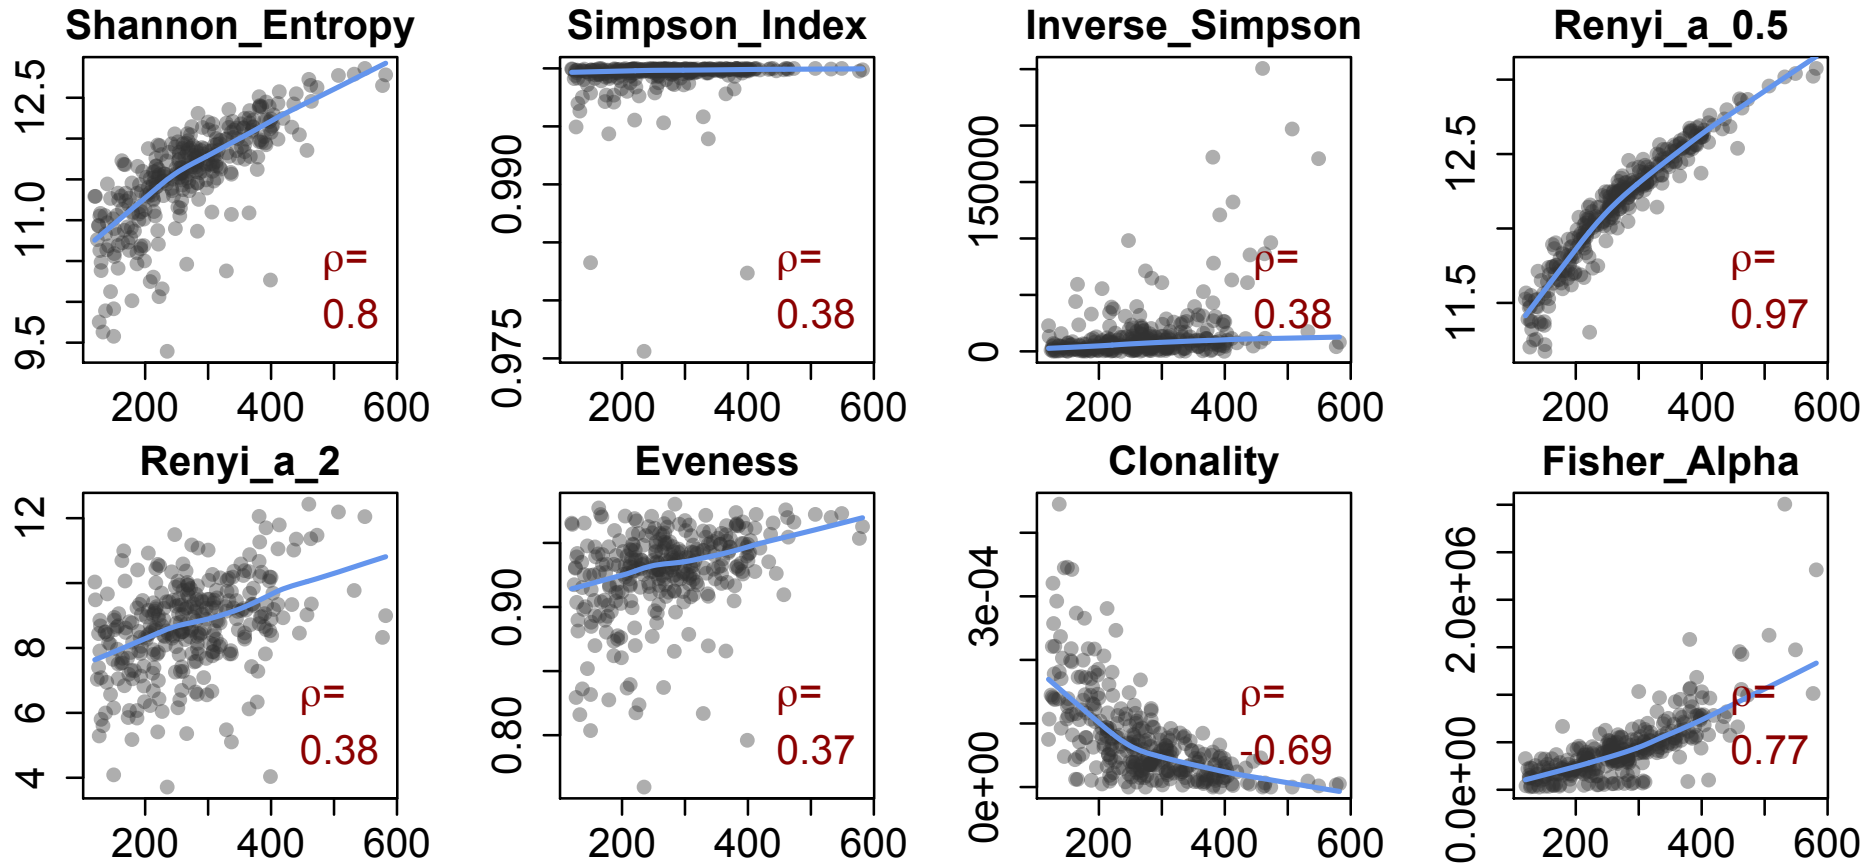 Shannon_Entropy
12.5
11.0
9.5
ρ=
0.8
200 400 600
Simpson_Index
0.990
0.975
ρ=
0.38
200 400 600
Inverse_Simpson
150000
0
ρ=
0.38
200 400 600
Renyi_a_0.5
12.5
11.5
ρ=
0.97
200 400 600
Renyi_a_2
12
8
6
4
ρ=
0.38
200 400 600
Eveness
0.90
0.80
ρ=
0.37
200 400 600
Clonality
3e-04
0e+00
ρ=
-0.69
200 400 600
Fisher_Alpha
2.0e+06
0.0e+00
ρ=
0.77
200 400 600